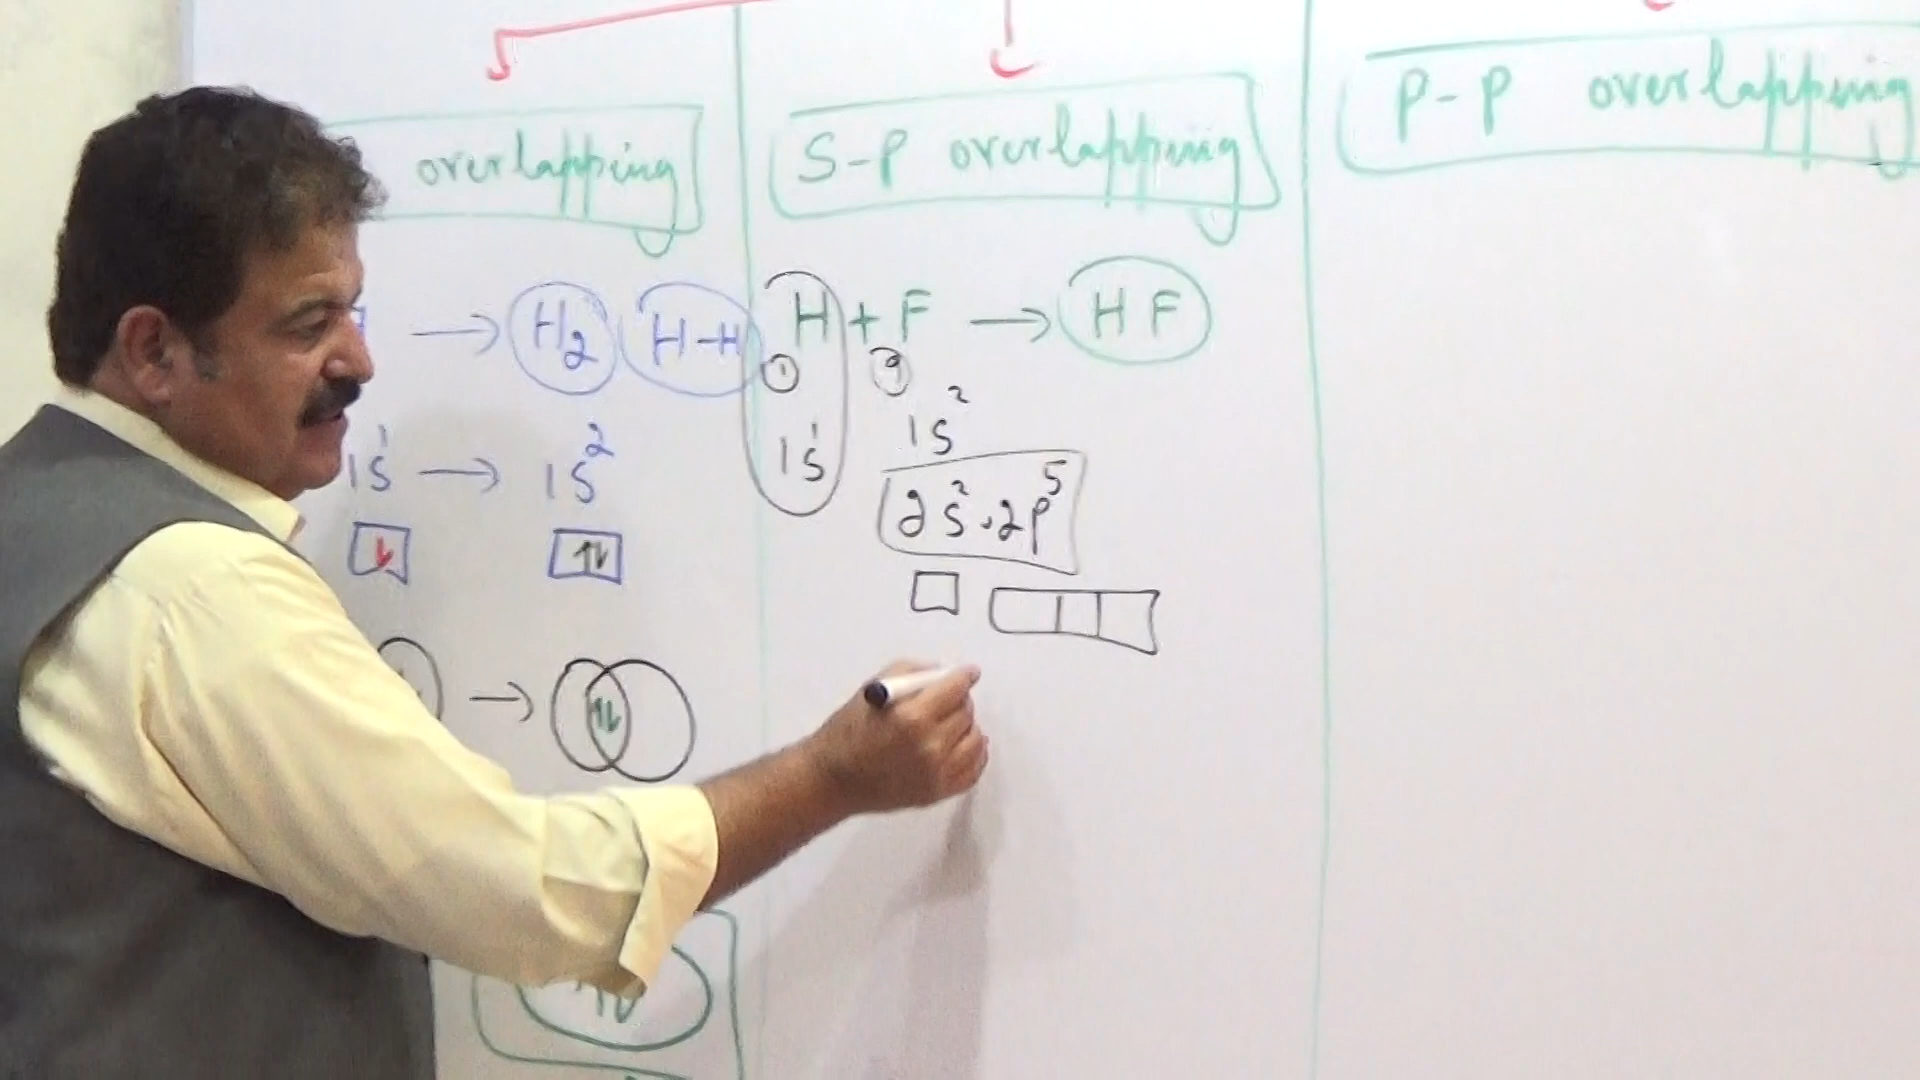 overlapping
S-P overlapping
P-P overlapping
→ H₂ H-H
H + F → HF
1 9
1s¹ → 1s²
1s¹ 1s²
2s².2p⁵
↿⇂
→ ↿⇂